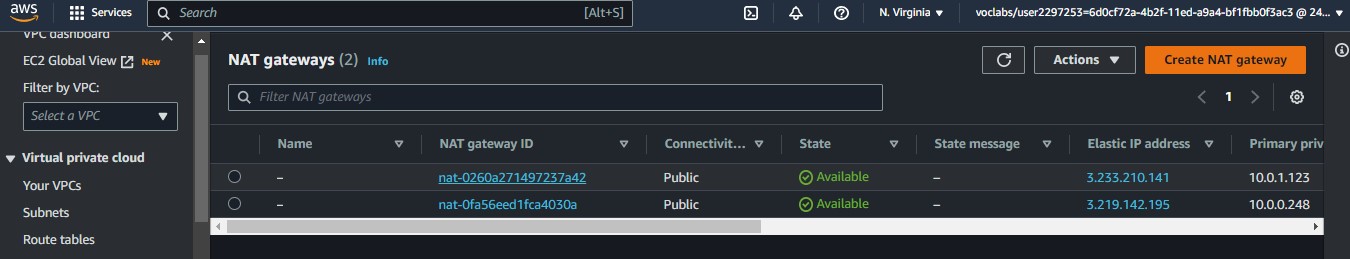 aws
Services
Search
[Alt+S]
N. Virginia
voclabs/user2297253=6d0cf72a-4b2f-11ed-a9a4-bf1fbb0f3ac3 @ 24...
VPC dashboard
EC2 Global View New
Filter by VPC:
Select a VPC
Virtual private cloud
Your VPCs
Subnets
Route tables
NAT gateways (2) Info
Actions
Create NAT gateway
Filter NAT gateways
1
Name NAT gateway ID Connectivit... State State message Elastic IP address Primary priv
– nat-0260a271497237a42 Public Available – 3.233.210.141 10.0.1.123
– nat-0fa56eed1fca4030a Public Available – 3.219.142.195 10.0.0.248